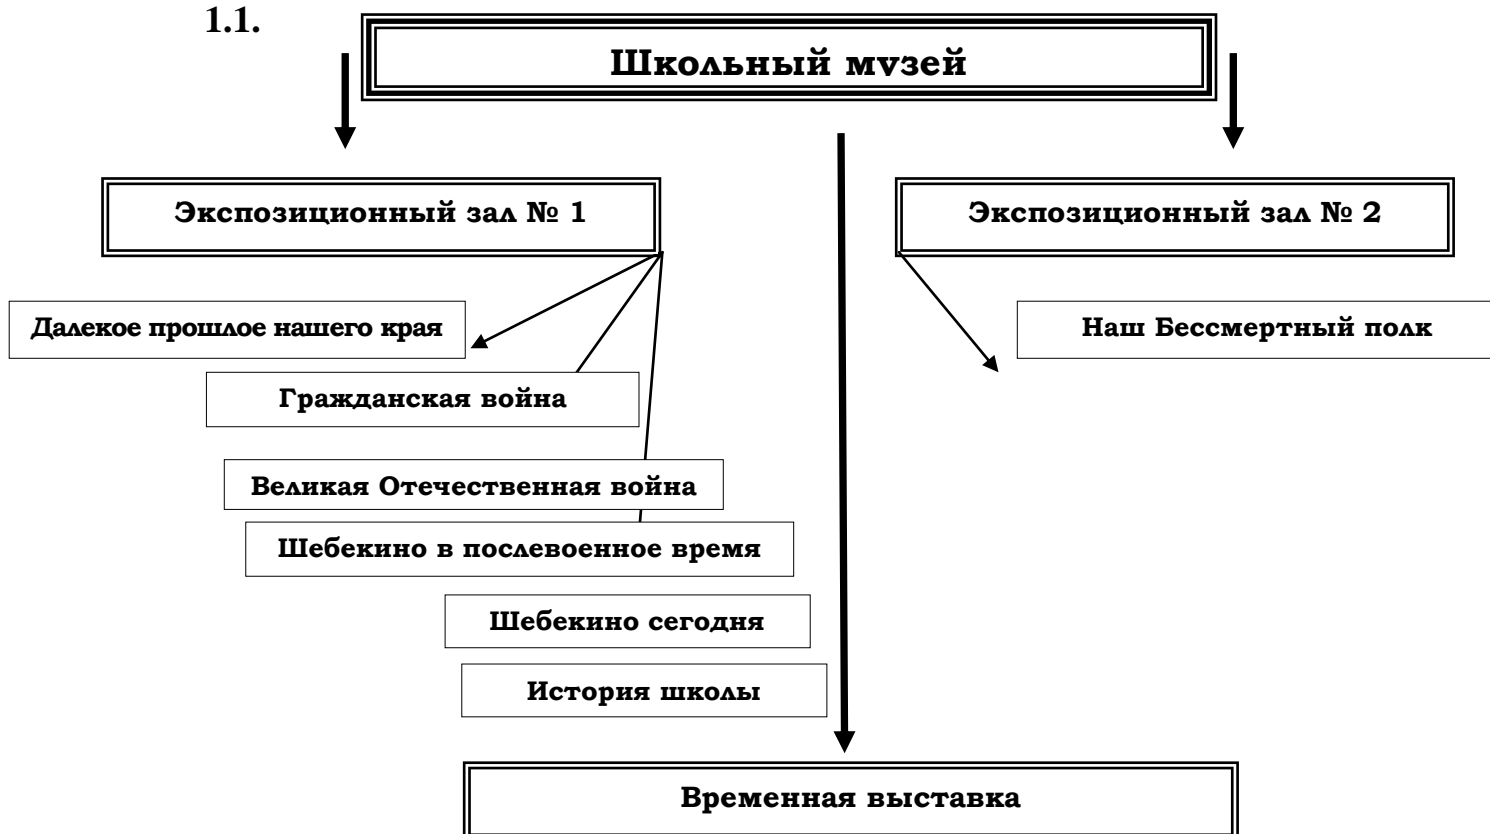 1.1.
Школьный музей
Экспозиционный зал № 1
Экспозиционный зал № 2
Далекое прошлое нашего края
Наш Бессмертный полк
Гражданская война
Великая Отечественная война
Шебекино в послевоенное время
Шебекино сегодня
История школы
Временная выставка